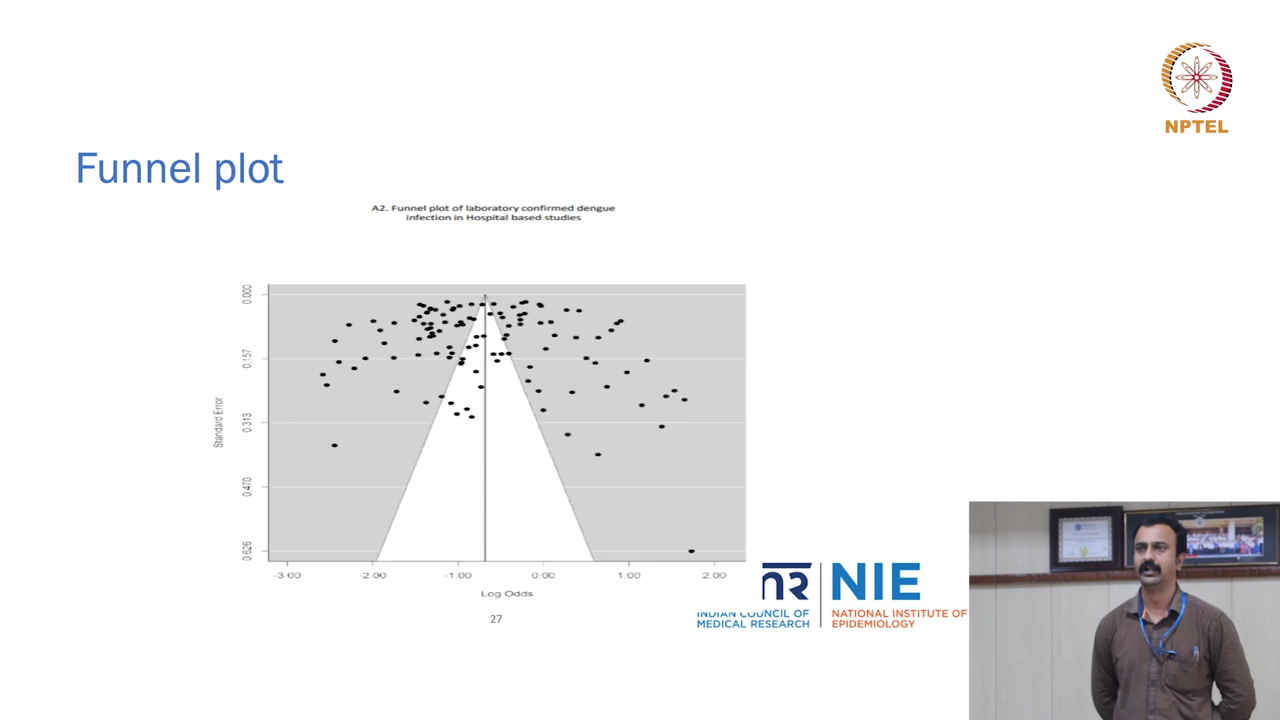 NPTEL
Funnel plot
A2. Funnel plot of laboratory confirmed dengue
infection in Hospital based studies
0.000
0.157
0.313
0.470
0.626
Standard Error
-3.00 -2.00 -1.00 0.00 1.00 2.00
Log Odds
27
NIE
INDIAN COUNCIL OF
MEDICAL RESEARCH
NATIONAL INSTITUTE OF
EPIDEMIOLOGY